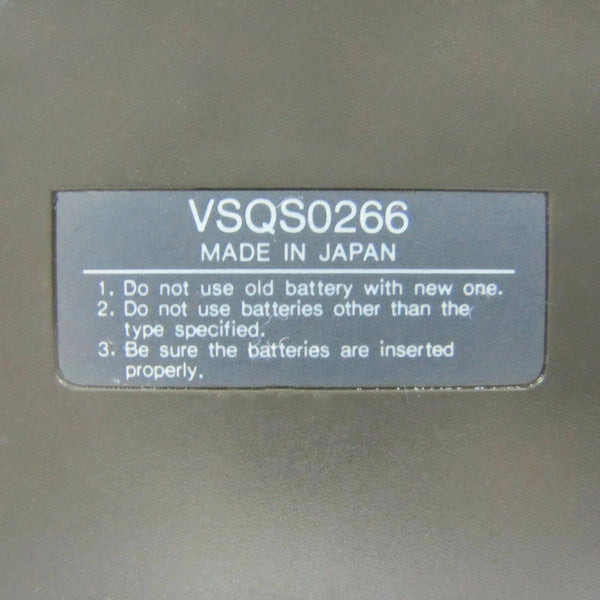 VSQS0266
MADE IN JAPAN
1. Do not use old battery with new one.
2. Do not use batteries other than the
type specified.
3. Be sure the batteries are inserted
properly.